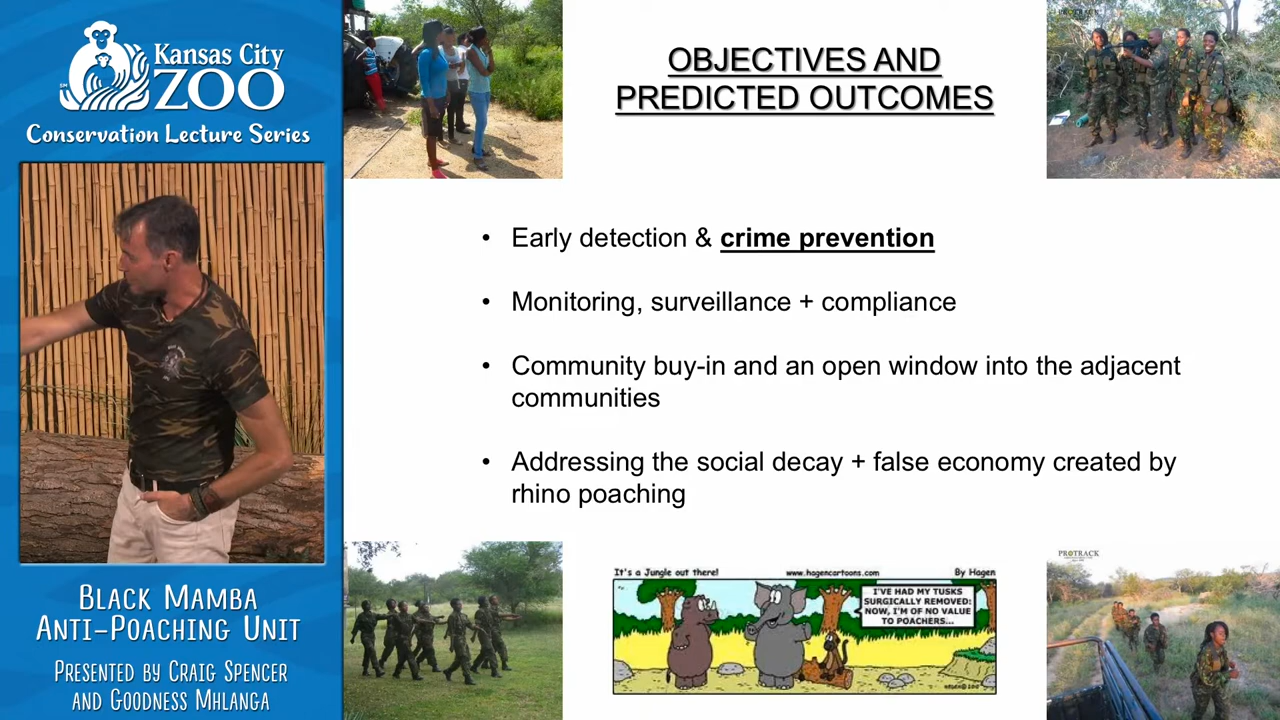 Kansas City
ZOO
Conservation Lecture Series
BLACK MAMBA
ANTI-POACHING UNIT
PRESENTED BY CRAIG SPENCER
AND GOODNESS MHLANGA
PROTRACK
OBJECTIVES AND
PREDICTED OUTCOMES
• Early detection & crime prevention
• Monitoring, surveillance + compliance
• Community buy-in and an open window into the adjacent
communities
• Addressing the social decay + false economy created by
rhino poaching
It's a Jungle out there! www.hagencartoons.com By Hagen
I'VE HAD MY TUSKS
SURGICALLY REMOVED:
NOW, I'M OF NO VALUE
TO POACHERS...
PROTRACK